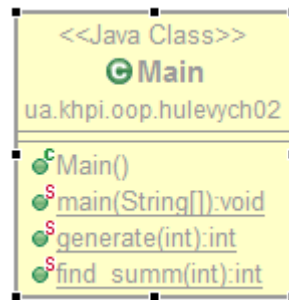 <<Java Class>>
C Main
ua.khpi.oop.hulevych02
C Main()
S main(String[]):void
S generate(int):int
S find_summ(int):int